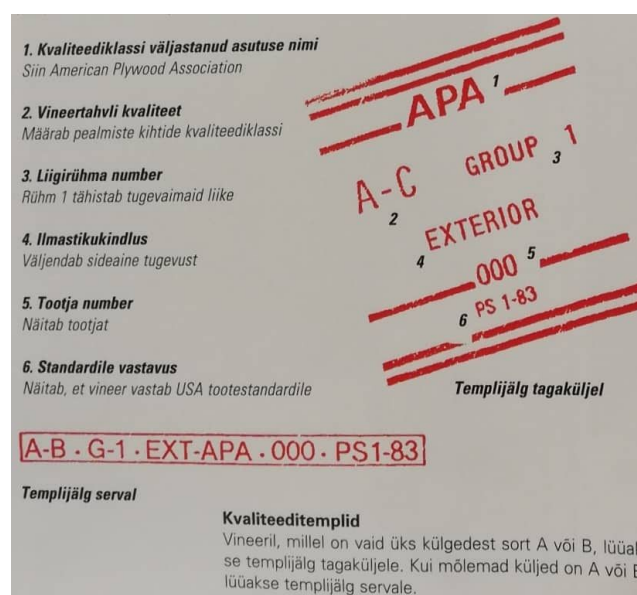 1. Kvaliteediklassi väljastanud asutuse nimi
Siin American Plywood Association
2. Vineertahvli kvaliteet
Määrab pealmiste kihtide kvaliteediklassi
3. Liigirühma number
Rühm 1 tähistab tugevaimaid liike
4. Ilmastikukindlus
Väljendab sideaine tugevust
5. Tootja number
Näitab tootjat
6. Standardile vastavus
Näitab, et vineer vastab USA tootestandardile
APA 1
A-C GROUP 1
2 3
EXTERIOR
4
000 5
6 PS 1-83
Templijälg tagaküljel
A-B · G-1 · EXT-APA · 000 · PS1-83
Templijälg serval
Kvaliteeditemplid
Vineeril, millel on vaid üks külgedest sort A või B, lüüak
se templijälg tagaküljele. Kui mõlemad küljed on A või B
lüüakse templijälg servale.